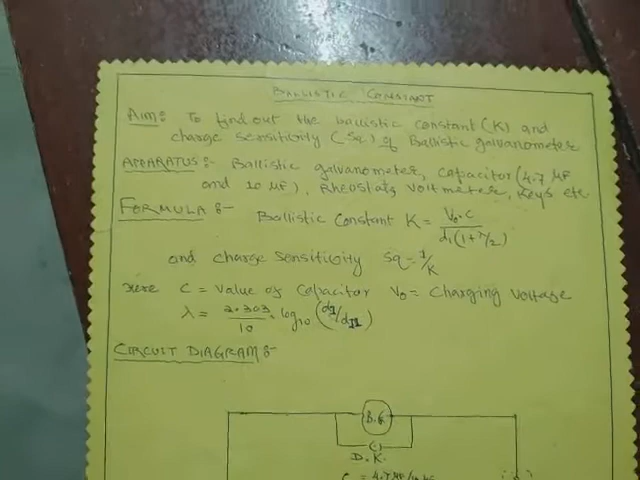 BALLISTIC CONSTANT
AIM: To find out the ballistic constant (K) and
charge sensitivity (Sq) of Ballistic galvanometer
APPARATUS:- Ballistic galvanometer, capacitor (4.7 μF
and 10 μF), Rheostats voltmeter, Keys etc
FORMULA:- Ballistic Constant K = V₀.C / d₁(1+λ/2)
and charge Sensitivity Sq = 1/K
Here C = value of Capacitor V₀ = Charging Voltage
λ = 2.303/10 . log₁₀ (d₁/d₁₁)
CIRCUIT DIAGRAM:-
B.G
D.K.
C = 4.7 μF